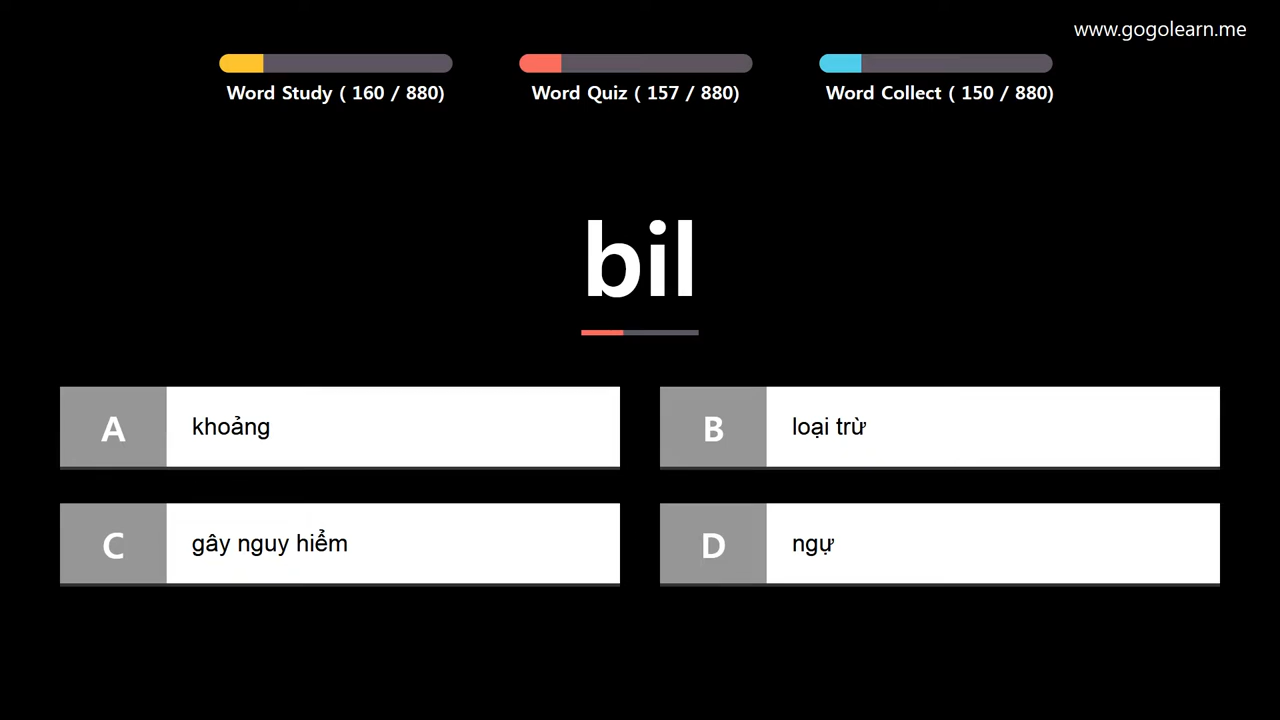 www.gogolearn.me
Word Study ( 160 / 880)
Word Quiz ( 157 / 880)
Word Collect ( 150 / 880)
bil
A khoảng
B loại trừ
C gây nguy hiểm
D ngự